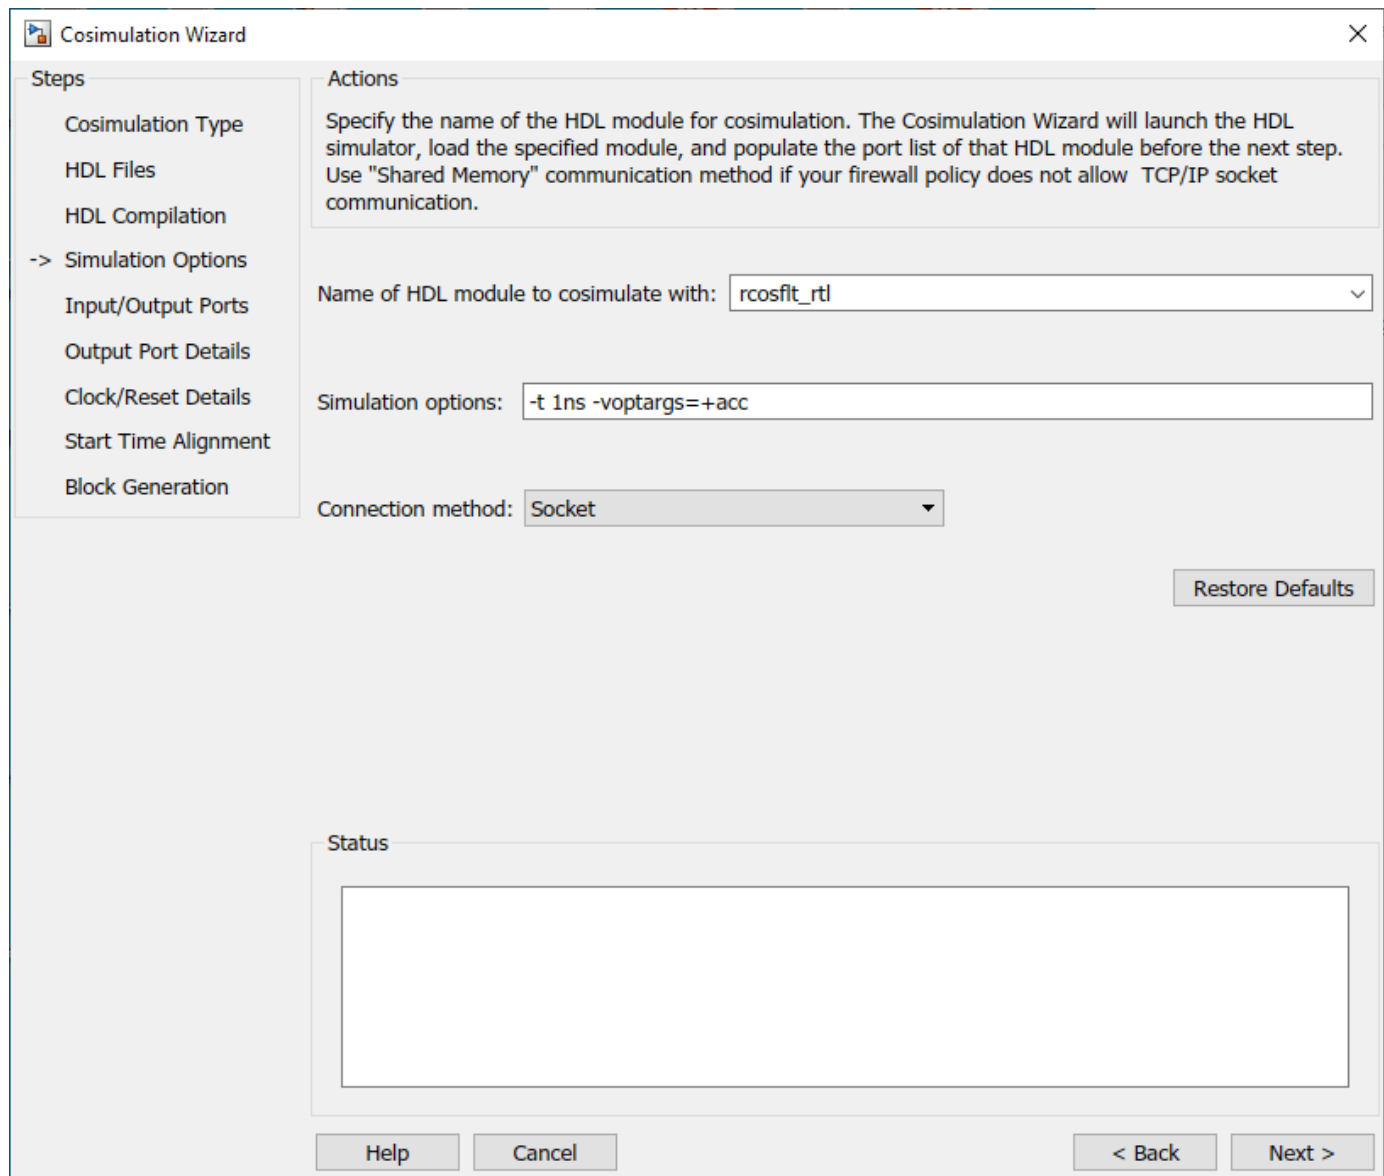 Cosimulation Wizard
Steps
Cosimulation Type
HDL Files
HDL Compilation
-> Simulation Options
Input/Output Ports
Output Port Details
Clock/Reset Details
Start Time Alignment
Block Generation
Actions
Specify the name of the HDL module for cosimulation. The Cosimulation Wizard will launch the HDL
simulator, load the specified module, and populate the port list of that HDL module before the next step.
Use "Shared Memory" communication method if your firewall policy does not allow  TCP/IP socket
communication.
Name of HDL module to cosimulate with: rcosflt_rtl
Simulation options: -t 1ns -voptargs=+acc
Connection method: Socket
Restore Defaults
Status
Help Cancel < Back Next >